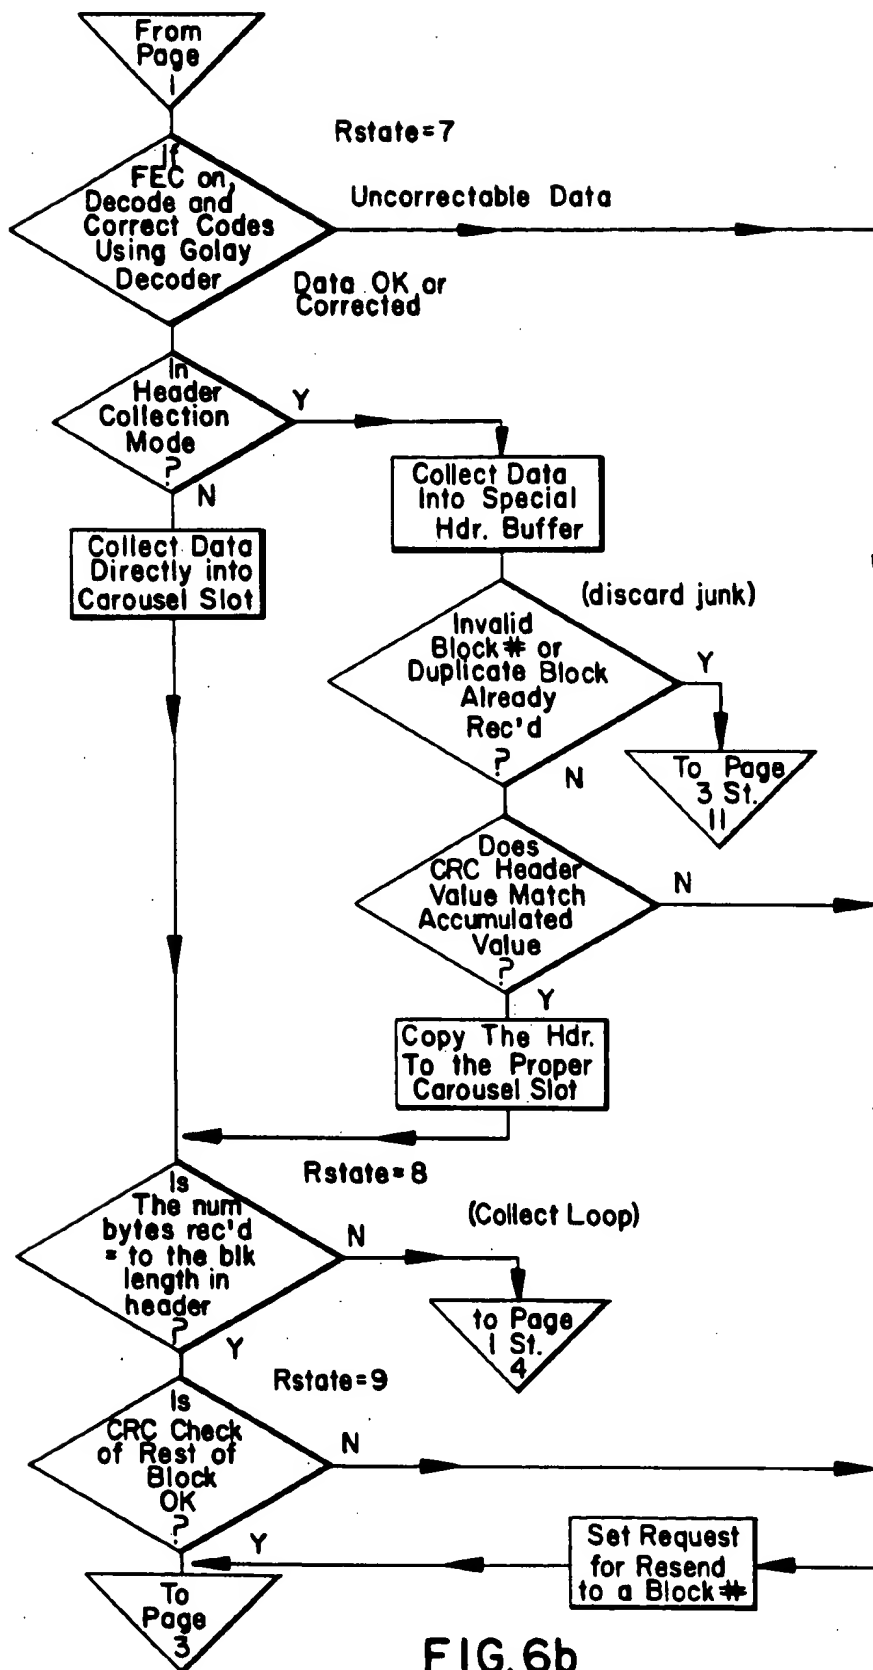 From
Page
1
Rstate=7
If
FEC on,
Decode and
Correct Codes
Using Golay
Decoder
Uncorrectable Data
Data OK or
Corrected
In
Header
Collection
Mode
?
Y
N
Collect Data
Into Special
Hdr. Buffer
Collect Data
Directly into
Carousel Slot
(discard junk)
Invalid
Block # or
Duplicate Block
Already
Rec'd
?
Y
N
To Page
3 St.
11
Does
CRC Header
Value Match
Accumulated
Value
?
N
Y
Copy The Hdr.
To the Proper
Carousel Slot
Rstate=8
Is
The num
bytes rec'd
= to the blk
length in
header
?
N
Y
(Collect Loop)
to Page
1 St.
4
Rstate=9
Is
CRC Check
of Rest of
Block
OK
?
N
Y
Set Request
for Resend
to a Block #
To
Page
3
FIG. 6b